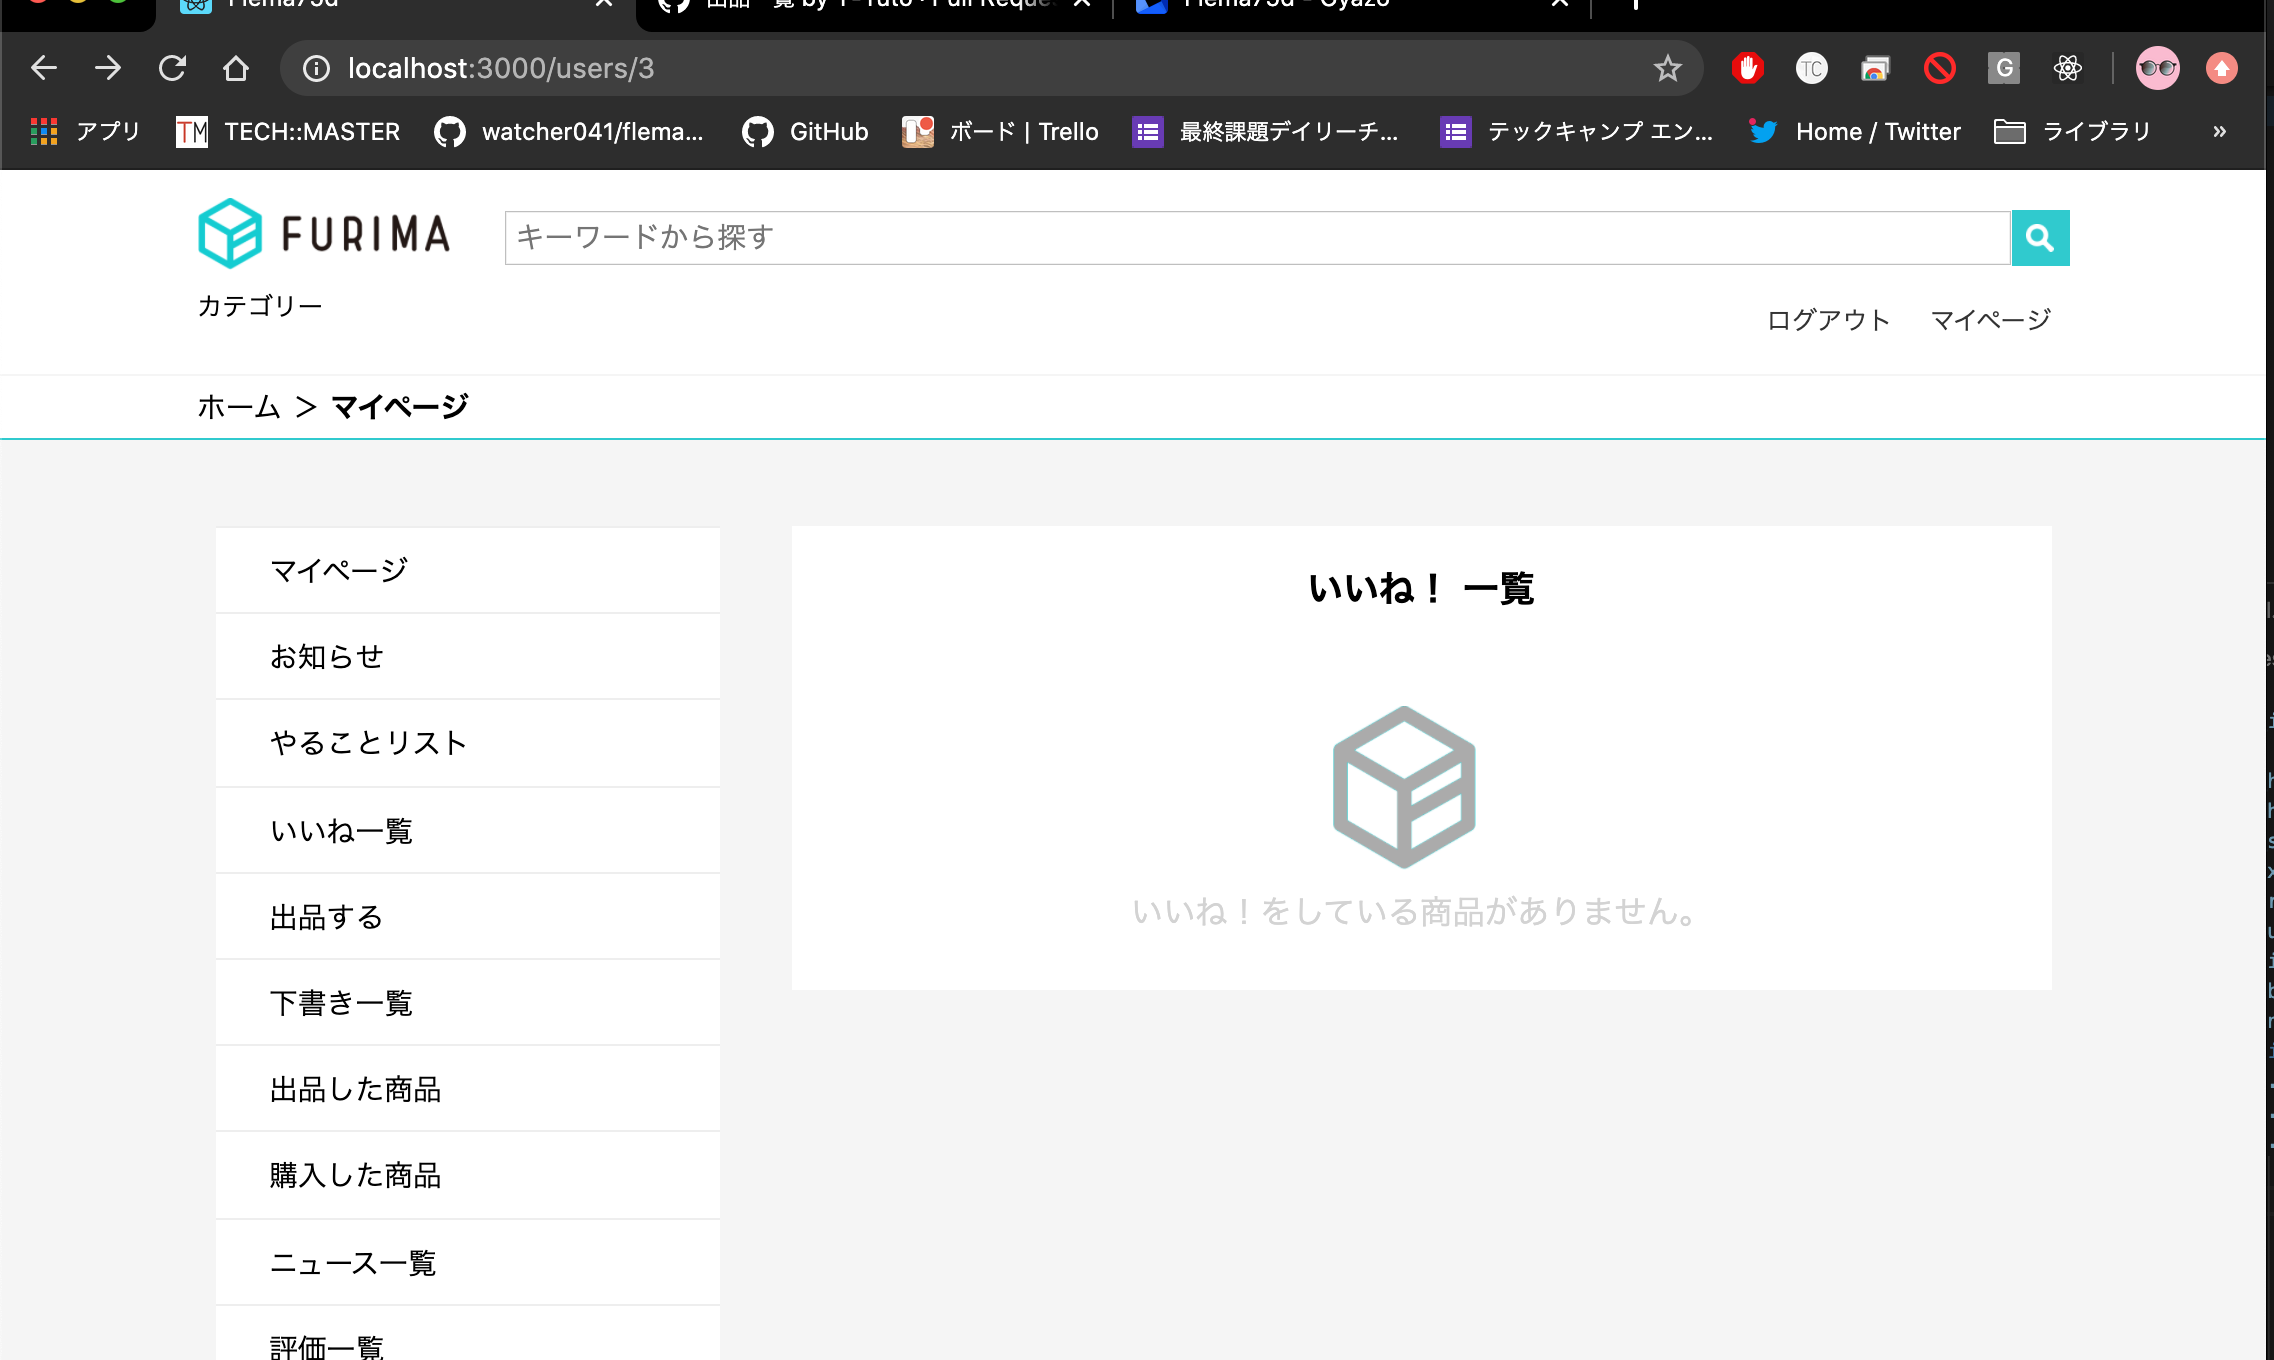 localhost:3000/users/3
アプリ TECH::MASTER watcher041/flema... GitHub ボード | Trello 最終課題デイリーチ... テックキャンプ エン... Home / Twitter ライブラリ »
FURIMA キーワードから探す
カテゴリー
ログアウト マイページ
ホーム ＞ マイページ
マイページ
お知らせ
やることリスト
いいね一覧
出品する
下書き一覧
出品した商品
購入した商品
ニュース一覧
評価一覧
いいね！ 一覧
いいね！をしている商品がありません。